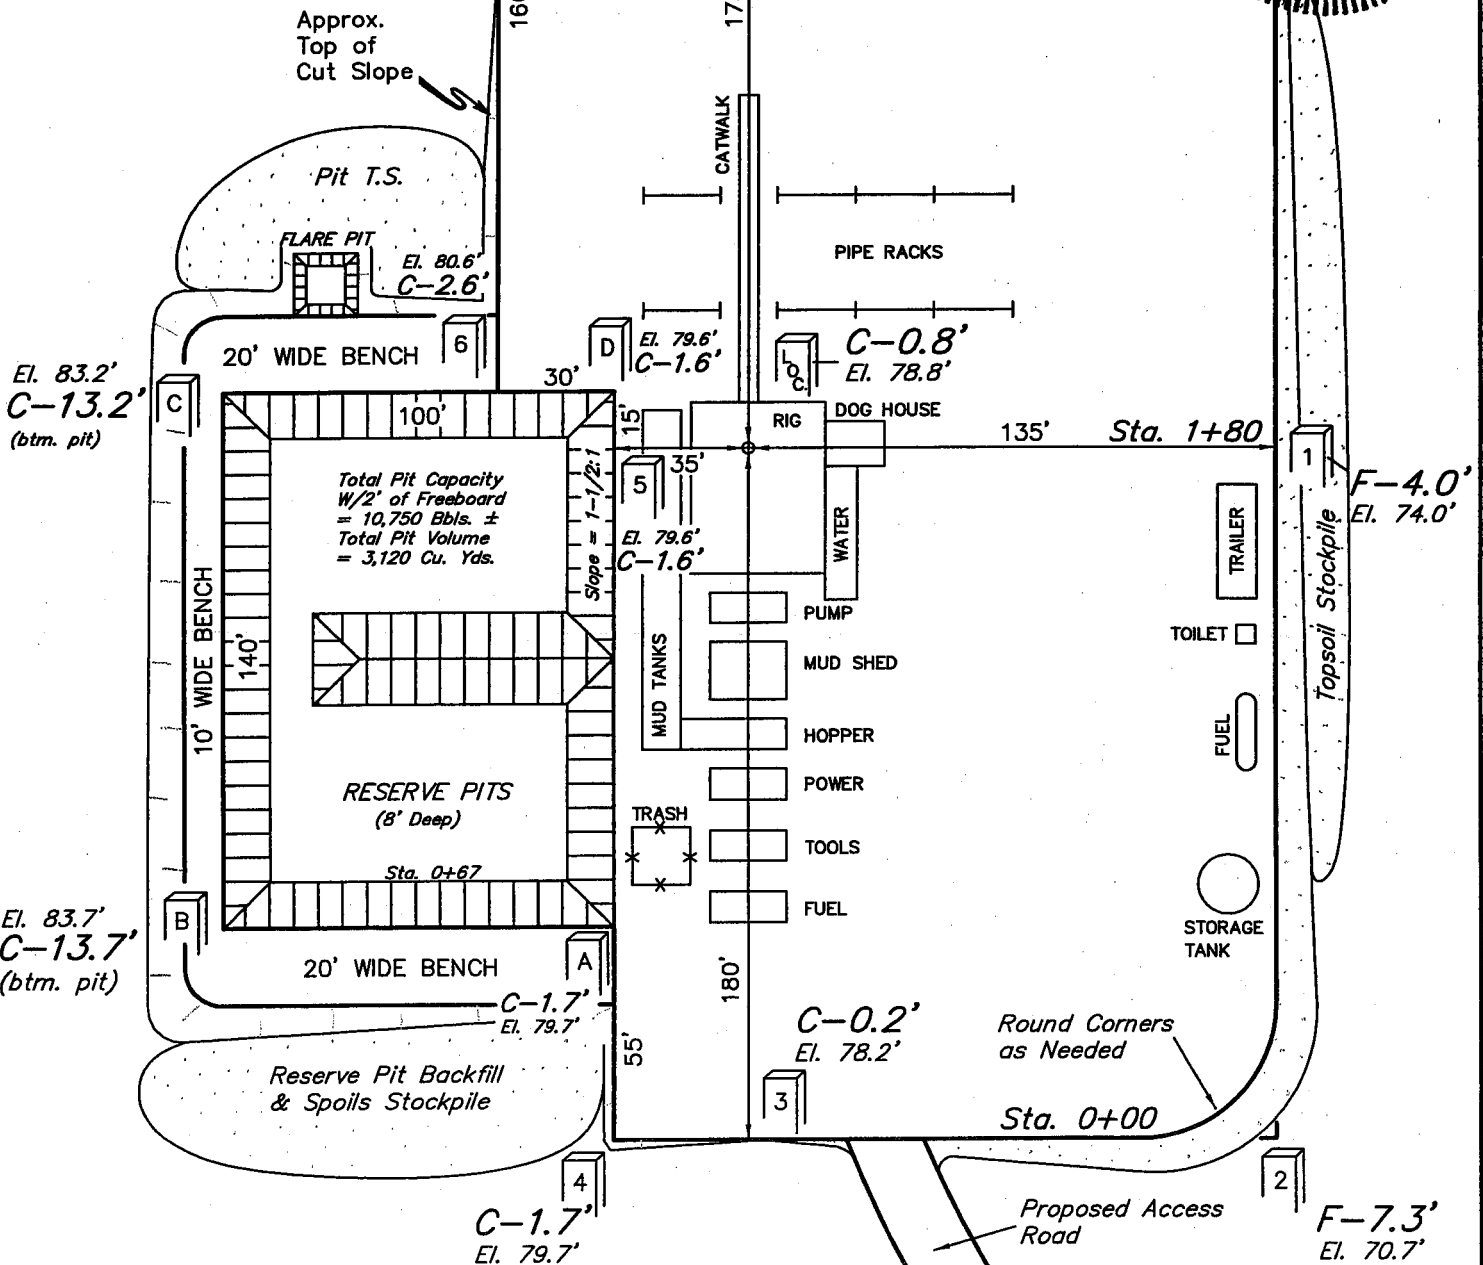 Approx.
Top of
Cut Slope
CATWALK
Pit T.S.
FLARE PIT
El. 80.6'
C-2.6'
PIPE RACKS
6
D
El. 79.6'
C-1.6'
LOC.
C-0.8'
El. 78.8'
20' WIDE BENCH
El. 83.2'
C-13.2'
(btm. pit)
C
30'
100'
15'
RIG
DOG HOUSE
135'
Sta. 1+80
1
F-4.0'
El. 74.0'
35'
5
Total Pit Capacity
W/2' of Freeboard
= 10,750 Bbls. ±
Total Pit Volume
= 3,120 Cu. Yds.
Slope = 1-1/2:1
El. 79.6'
C-1.6'
WATER
TRAILER
Topsoil Stockpile
10' WIDE BENCH
140'
MUD TANKS
PUMP
TOILET
MUD SHED
FUEL
HOPPER
RESERVE PITS
(8' Deep)
POWER
TRASH
TOOLS
Sta. 0+67
FUEL
STORAGE
TANK
El. 83.7'
C-13.7'
(btm. pit)
B
A
20' WIDE BENCH
C-1.7'
El. 79.7'
180'
55'
C-0.2'
El. 78.2'
Round Corners
as Needed
Reserve Pit Backfill
& Spoils Stockpile
3
Sta. 0+00
4
C-1.7'
El. 79.7'
2
F-7.3'
El. 70.7'
Proposed Access
Road